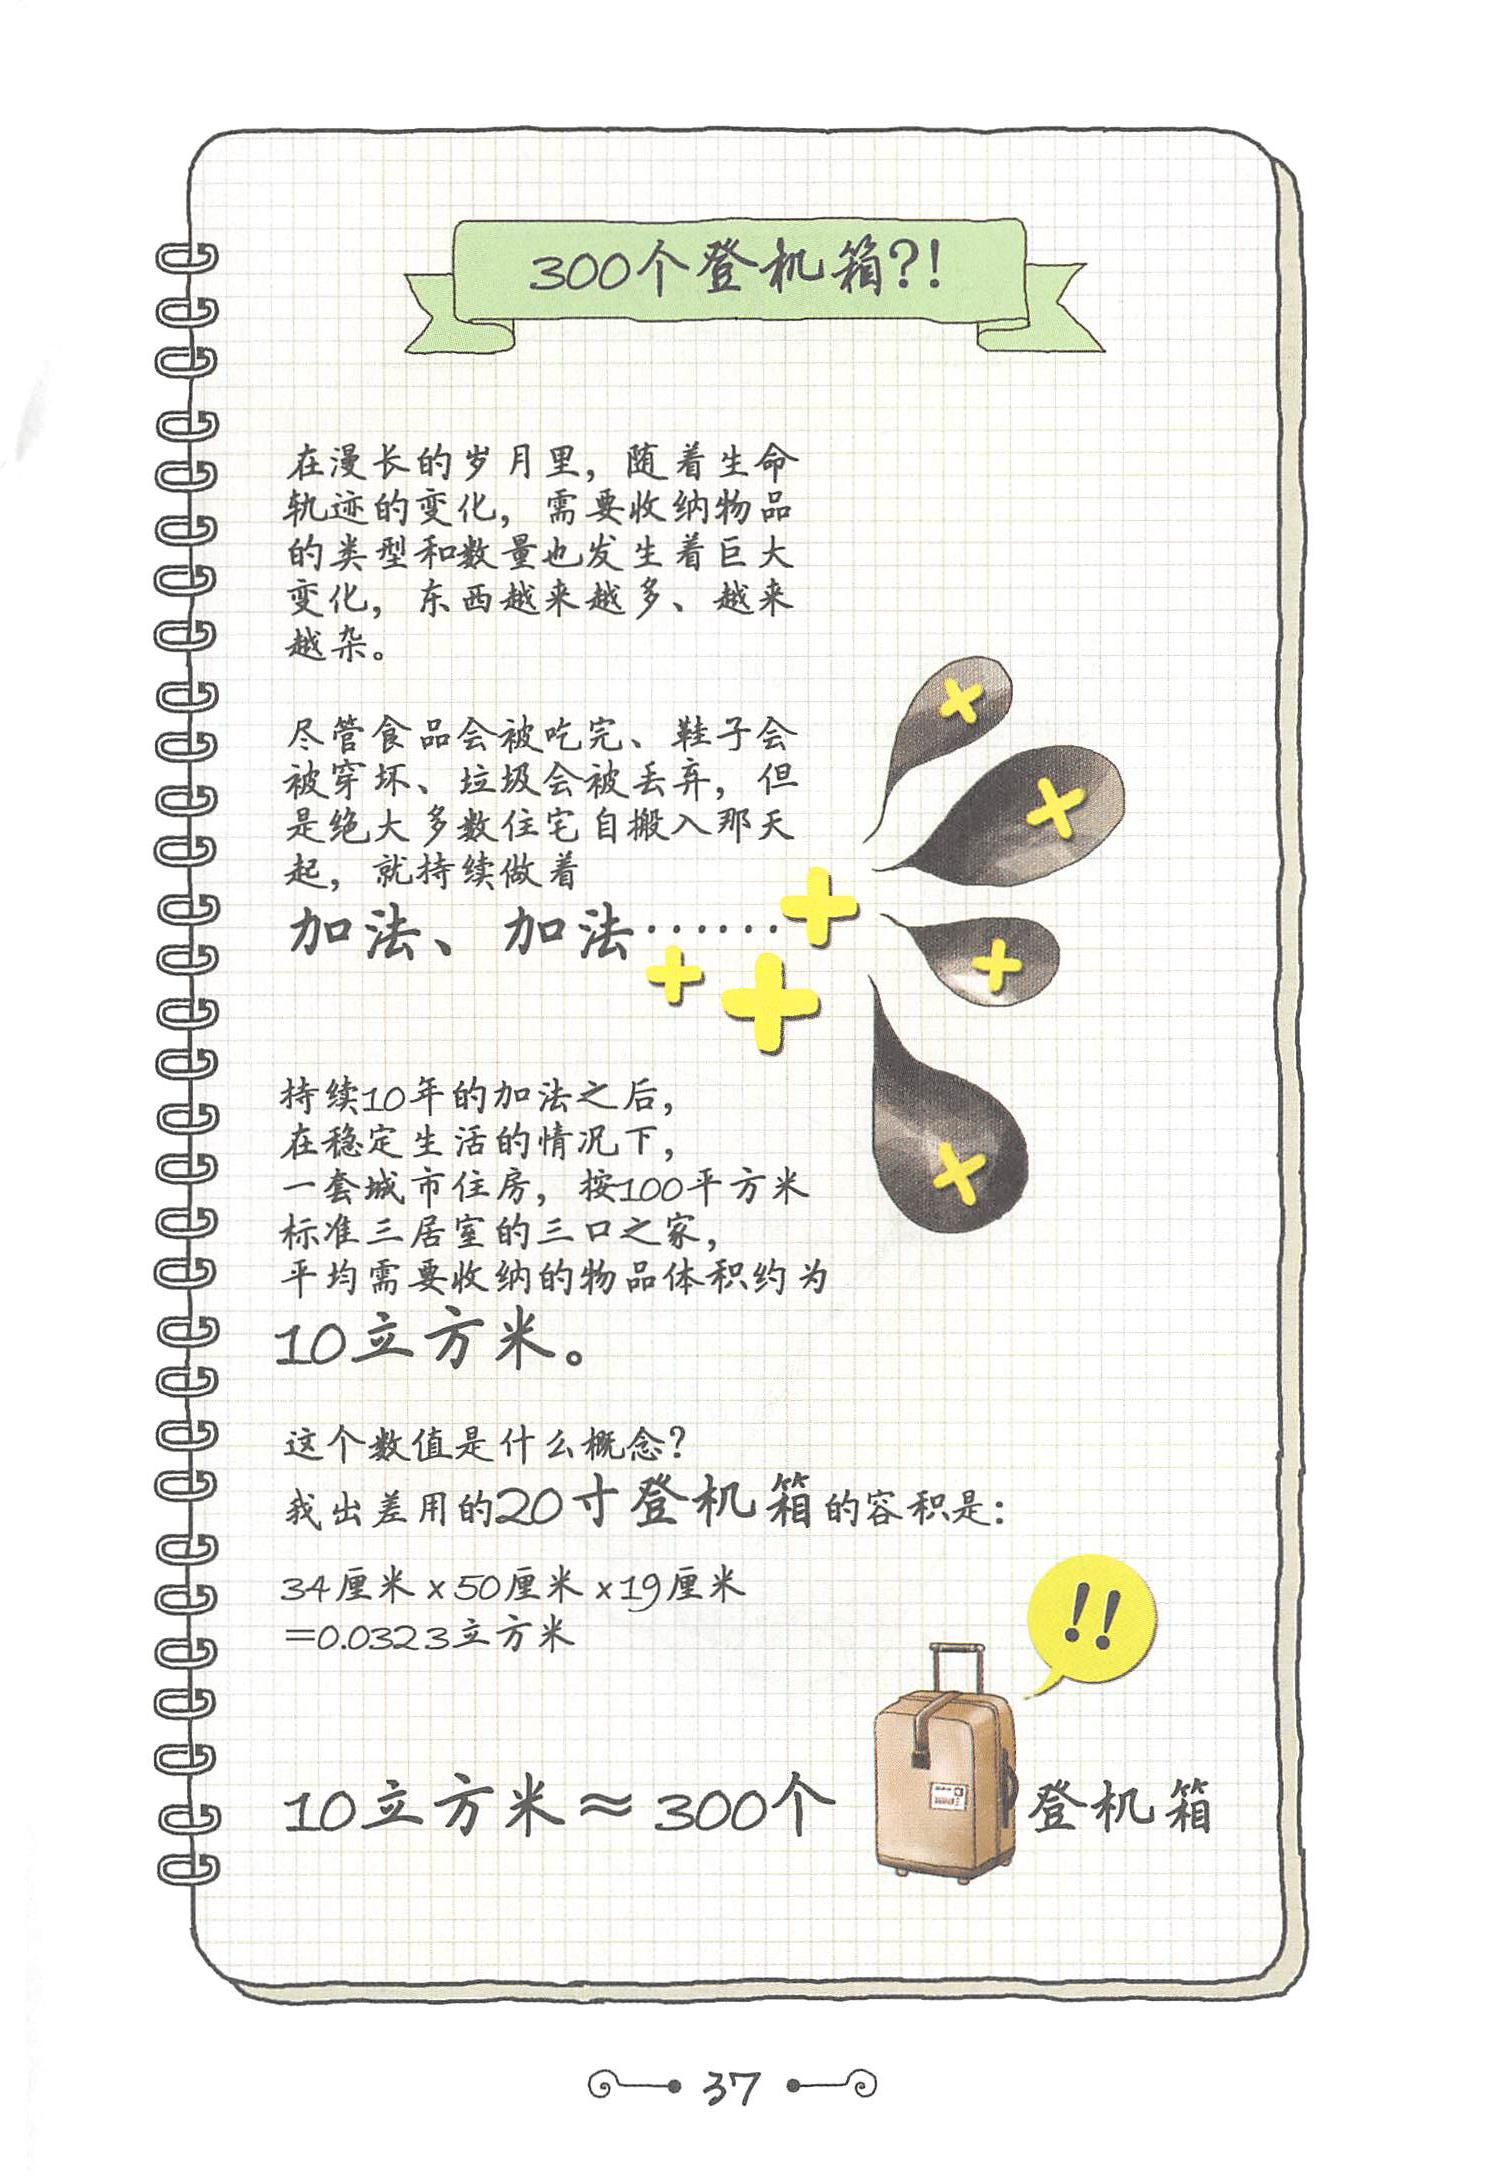 300个登机箱?!
在漫长的岁月里，随着生命
轨迹的变化，需要收纳物品
的类型和数量也发生着巨大
变化，东西越来越多、越来
越杂。
尽管食品会被吃完、鞋子会
被穿坏、垃圾会被丢弃，但
是绝大多数住宅自搬入那天
起，就持续做着
加法、加法……
持续10年的加法之后，
在稳定生活的情况下，
一套城市住房，按100平方米
标准三居室的三口之家，
平均需要收纳的物品体积约为
10立方米。
这个数值是什么概念？
我出差用的20寸登机箱的容积是：
34厘米×50厘米×19厘米
=0.0323立方米
!!
10立方米≈300个登机箱
37